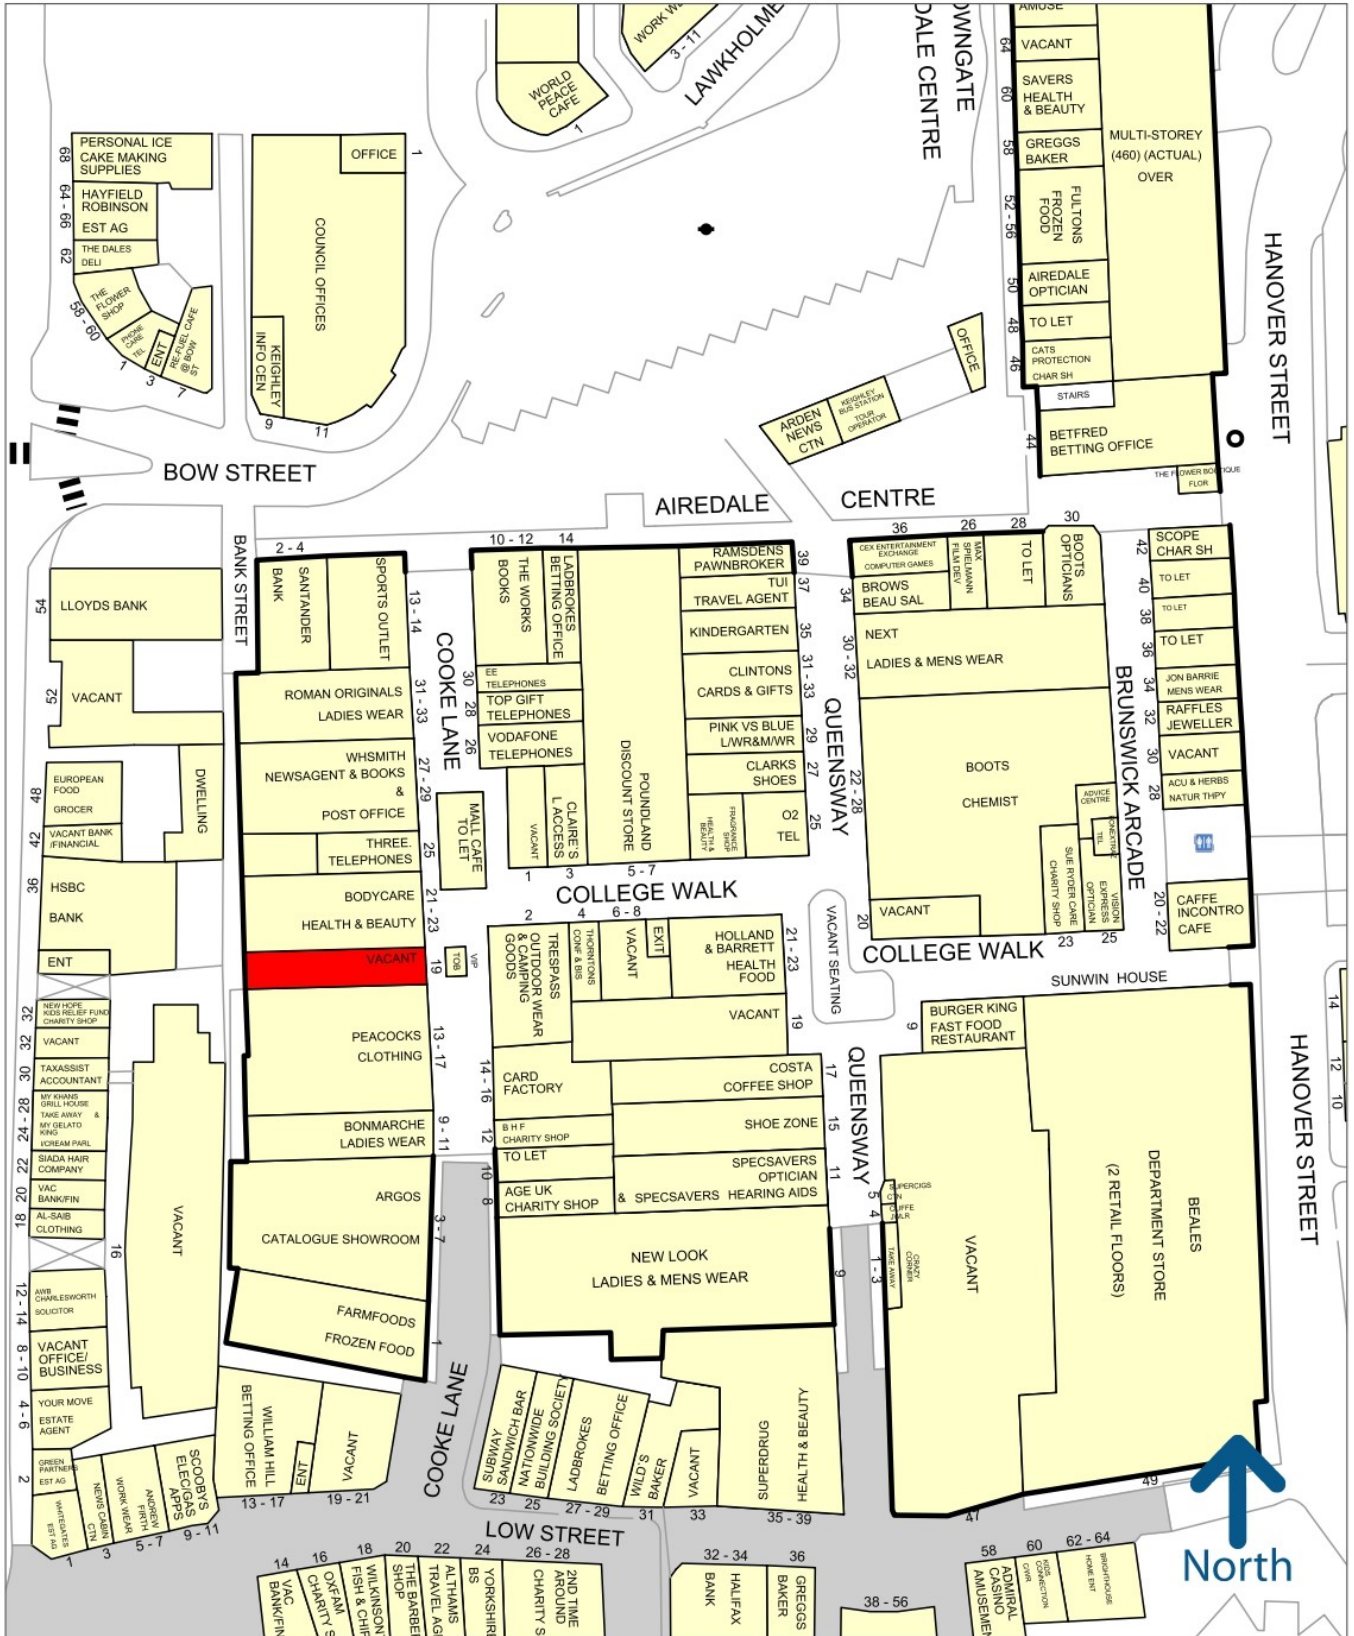 AMUSE
64
VACANT
60
SAVERS
HEALTH
& BEAUTY
58
GREGGS
BAKER
52 - 56
FULTONS
FROZEN
FOOD
50
AIREDALE
OPTICIAN
48
TO LET
46
CATS
PROTECTION
CHAR SH
STAIRS
44
BETFRED
BETTING OFFICE
MULTI-STOREY
(460) (ACTUAL)
OVER
HANOVER STREET
THE FLOWER BOUTIQUE
FLOR
3 - 11
LAWKHOLME
DALE CENTRE
WORLD
PEACE
CAFE
1
68
PERSONAL ICE
CAKE MAKING
SUPPLIES
64 - 66
HAYFIELD
ROBINSON
EST AG
62
THE DALES
DELI
58 - 60
THE
FLOWER
SHOP
1
PHONE
CARE
TEL
3
ENT
7
RE-FUEL CAFE
@ BOW
ST
OFFICE
1
COUNCIL OFFICES
KEIGHLEY
INFO CEN
9
11
OFFICE
ARDEN
NEWS
CTN
KEIGHLEY
BUS STATION
TOUR
OPERATOR
BOW STREET
AIREDALE
CENTRE
BANK STREET
54
LLOYDS BANK
52
VACANT
48
EUROPEAN
FOOD
GROCER
DWELLING
42
VACANT BANK
/FINANCIAL
36
HSBC
BANK
ENT
32
NEW HOPE
KIDS RELIEF FUND
CHARITY SHOP
32
VACANT
30
TAXASSIST
ACCOUNTANT
24 - 28
MY KHANS
GRILL HOUSE
TAKE AWAY &
MY GELATO
KING
I/CREAM PARL
22
SIADA HAIR
COMPANY
20
VAC
BANK/FIN
18
AL-SAIB
CLOTHING
16
VACANT
12 - 14
AWB
CHARLESWORTH
SOLICITOR
8 - 10
VACANT
OFFICE/
BUSINESS
4 - 6
YOUR MOVE
ESTATE
AGENT
2
GREEN
PARTNERS
EST AG
WHITEGATES
EST AG
1
NEWS CABIN
CTN
3
ANDREW
FIRTH
WORK WEAR
5 - 7
SCOOBYS
ELEC/GAS
APPS
9 - 11
2 - 4
SANTANDER
BANK
SPORTS OUTLET
13 - 14
ROMAN ORIGINALS
LADIES WEAR
31 - 33
WHSMITH
NEWSAGENT & BOOKS
&
POST OFFICE
27 - 29
THREE.
TELEPHONES
25
BODYCARE
HEALTH & BEAUTY
21 - 23
VACANT
19
PEACOCKS
CLOTHING
13 - 17
BONMARCHE
LADIES WEAR
9 - 11
ARGOS
CATALOGUE SHOWROOM
3 - 7
FARMFOODS
FROZEN FOOD
1
WILLIAM HILL
BETTING OFFICE
13 - 17
ENT
VACANT
19 - 21
COOKE LANE
MALL CAFE
TO LET
TOB
VIP
10 - 12
THE WORKS
BOOKS
14
LADBROKES
BETTING OFFICE
30
EE
TELEPHONES
28
TOP GIFT
TELEPHONES
26
VODAFONE
TELEPHONES
VACANT
1
CLAIRE'S
L ACCESS
3
POUNDLAND
DISCOUNT STORE
5 - 7
RAMSDENS
PAWNBROKER
39
TUI
TRAVEL AGENT
37
KINDERGARTEN
35
CLINTONS
CARDS & GIFTS
31 - 33
PINK VS BLUE
L/WR&M/WR
29
CLARKS
SHOES
27
FRAGRANCE
SHOP
HEALTH &
BEAUTY
O2
TEL
25
COLLEGE WALK
2
TRESPASS
OUTDOOR WEAR
& CAMPING
GOODS
4
THORNTONS
CONF & BIS
6 - 8
VACANT
EXIT
HOLLAND
& BARRETT
HEALTH
FOOD
21 - 23
VACANT
19
14 - 16
CARD
FACTORY
COSTA
COFFEE SHOP
17
12
B H F
CHARITY SHOP
SHOE ZONE
15
10
TO LET
8
AGE UK
CHARITY SHOP
SPECSAVERS
OPTICIAN
& SPECSAVERS HEARING AIDS
11
NEW LOOK
LADIES & MENS WEAR
9
SUBWAY
SANDWICH BAR
23
NATIONWIDE
BUILDING SOCIETY
25
LADBROKES
BETTING OFFICE
27 - 29
WILD'S
BAKER
31
VACANT
33
SUPERDRUG
HEALTH & BEAUTY
35 - 39
COOKE LANE
LOW STREET
QUEENSWAY
36
CEX ENTERTAINMENT
EXCHANGE
COMPUTER GAMES
26
MAX
SPIELMANN
FILM DEV
28
TO LET
30
BOOTS
OPTICIANS
34
BROWS
BEAU SAL
30 - 32
NEXT
LADIES & MENS WEAR
22 - 28
BOOTS
CHEMIST
ADVICE
CENTRE
TEL
SUE RYDER CARE
CHARITY SHOP
23
VISION
EXPRESS
OPTICIAN
25
20
VACANT
VACANT SEATING
COLLEGE WALK
BRUNSWICK ARCADE
42
SCOPE
CHAR SH
40
TO LET
38
TO LET
36
TO LET
34
JON BARRIE
MENS WEAR
32
RAFFLES
JEWELLER
30
VACANT
28
ACU & HERBS
NATUR THPY
20 - 22
CAFFE
INCONTRO
CAFE
SUNWIN HOUSE
9
BURGER KING
FAST FOOD
RESTAURANT
QUEENSWAY
5
SUPERCIGS
CTN
4
1 - 3
CRAZY
CORNER
TAKE AWAY
VACANT
47
BEALES
DEPARTMENT STORE
(2 RETAIL FLOORS)
49
HANOVER STREET
14
12
10
North
14
VAC
BANK/FIN
16
OXFAM
CHARITY S
18
FISH & CHIP
20
THE BARBER
SHOP
22
ALTHAMS
TRAVEL AG
24
YORKSHIRE
BS
26 - 28
2ND TIME
AROUND
CHARITY S
32 - 34
HALIFAX
BANK
36
GREGGS
BAKER
38 - 56
58
ADMIRAL
CASINO
AMUSEMEN
60
KIDS
CONNECTION
C/WR
62 - 64
BRIGHTHOUSE
HOME ENT